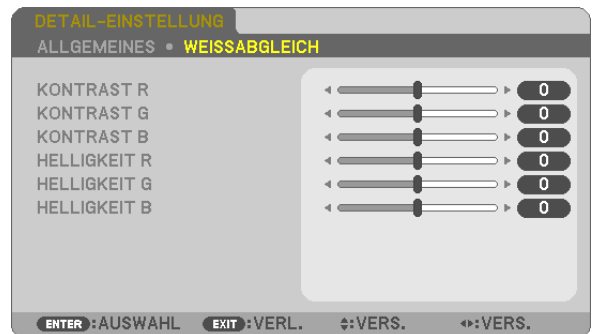 DETAIL-EINSTELLUNG
ALLGEMEINES • WEISSABGLEICH
KONTRAST R 0
KONTRAST G 0
KONTRAST B 0
HELLIGKEIT R 0
HELLIGKEIT G 0
HELLIGKEIT B 0
ENTER :AUSWAHL EXIT :VERL. :VERS. :VERS.